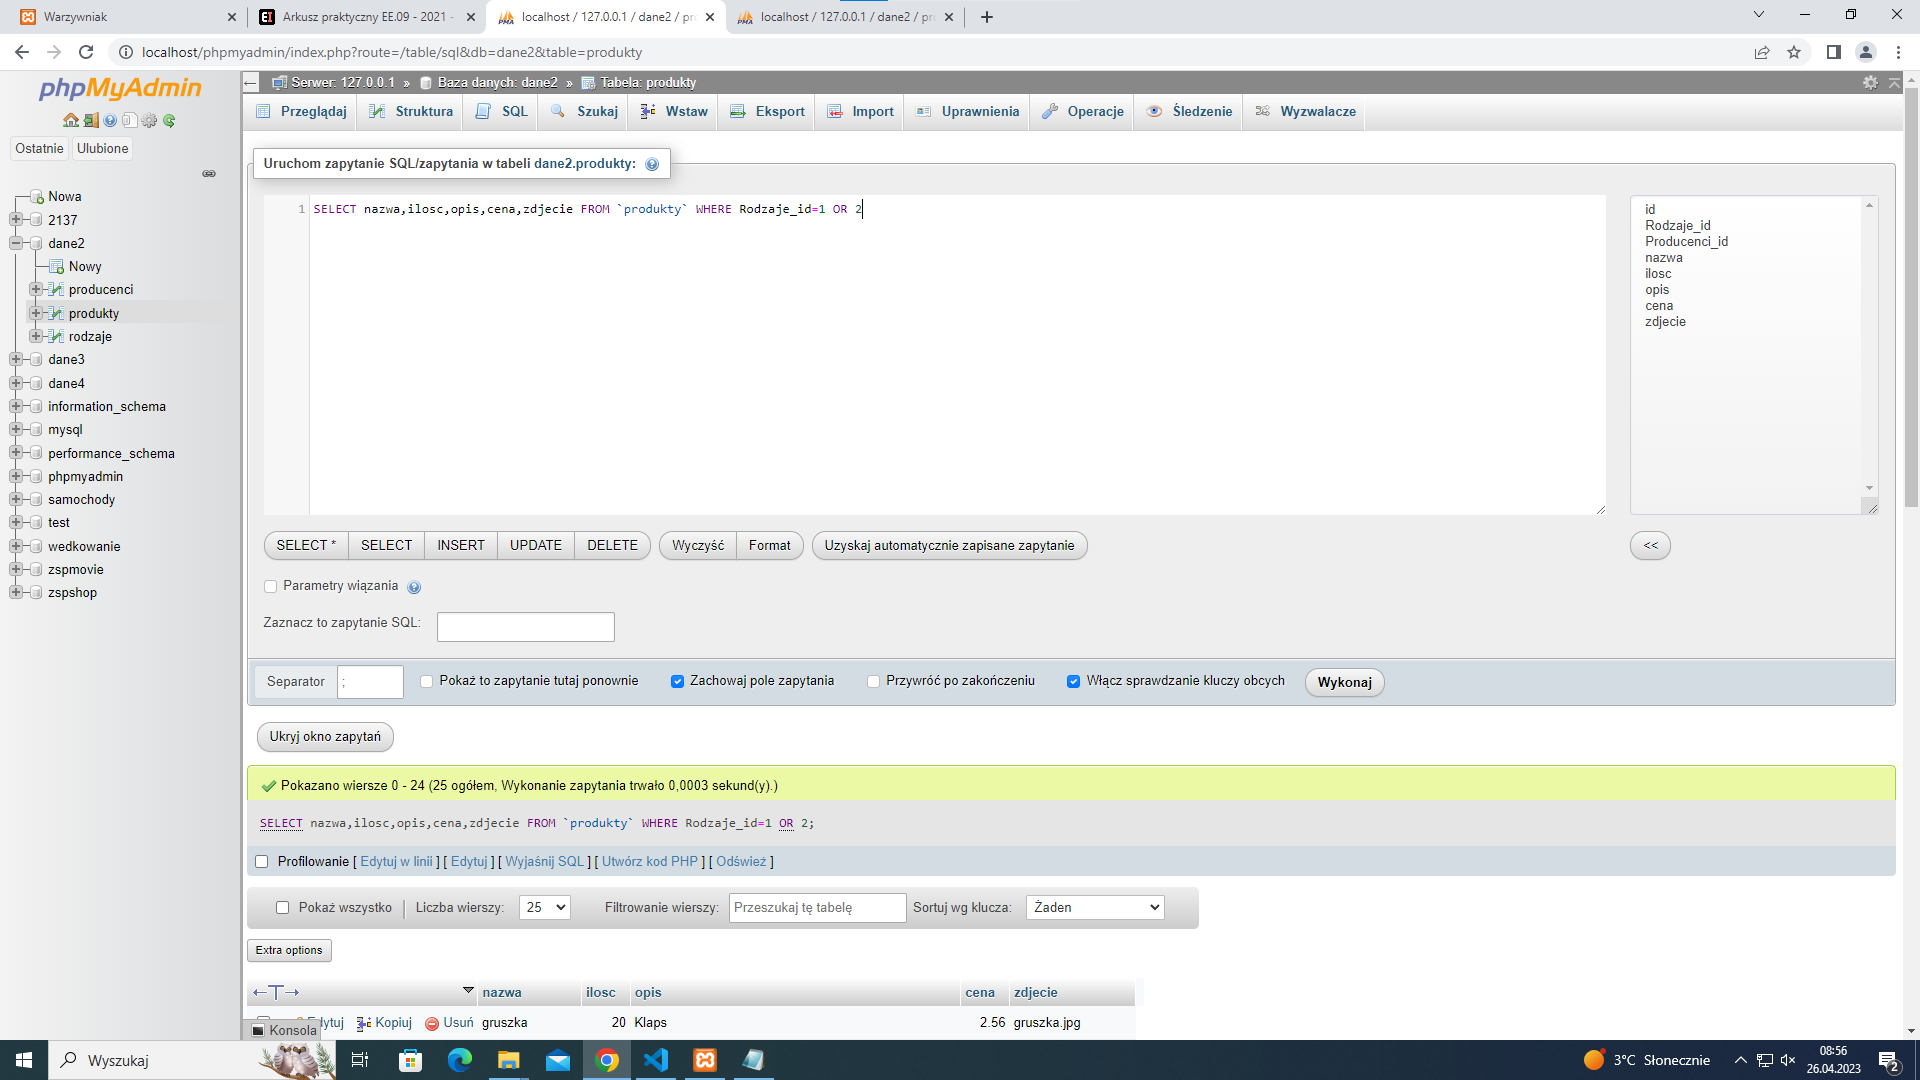 Warzywniak
Arkusz praktyczny EE.09 - 2021 -
localhost / 127.0.0.1 / dane2 / pro
localhost / 127.0.0.1 / dane2 / pro
localhost/phpmyadmin/index.php?route=/table/sql&db=dane2&table=produkty
phpMyAdmin
Ostatnie
Ulubione
Nowa
2137
dane2
Nowy
producenci
produkty
rodzaje
dane3
dane4
information_schema
mysql
performance_schema
phpmyadmin
samochody
test
wedkowanie
zspmovie
zspshop
Serwer: 127.0.0.1 » Baza danych: dane2 » Tabela: produkty
Przeglądaj Struktura SQL Szukaj Wstaw Eksport Import Uprawnienia Operacje Śledzenie Wyzwalacze
Uruchom zapytanie SQL/zapytania w tabeli dane2.produkty:
1 SELECT nazwa,ilosc,opis,cena,zdjecie FROM `produkty` WHERE Rodzaje_id=1 OR 2
id
Rodzaje_id
Producenci_id
nazwa
ilosc
opis
cena
zdjecie
SELECT * SELECT INSERT UPDATE DELETE Wyczyść Format Uzyskaj automatycznie zapisane zapytanie <<
Parametry wiązania
Zaznacz to zapytanie SQL:
Separator ; Pokaż to zapytanie tutaj ponownie Zachowaj pole zapytania Przywróć po zakończeniu Włącz sprawdzanie kluczy obcych Wykonaj
Ukryj okno zapytań
Pokazano wiersze 0 - 24 (25 ogółem, Wykonanie zapytania trwało 0,0003 sekund(y).)
SELECT nazwa,ilosc,opis,cena,zdjecie FROM `produkty` WHERE Rodzaje_id=1 OR 2;
Profilowanie [ Edytuj w linii ] [ Edytuj ] [ Wyjaśnij SQL ] [ Utwórz kod PHP ] [ Odśwież ]
Pokaż wszystko Liczba wierszy: 25 Filtrowanie wierszy: Przeszukaj tę tabelę Sortuj wg klucza: Żaden
Extra options
nazwa ilosc opis cena zdjecie
Kopiuj Usuń gruszka 20 Klaps 2.56 gruszka.jpg
Konsola
Wyszukaj
3°C Słonecznie
08:56
26.04.2023
2